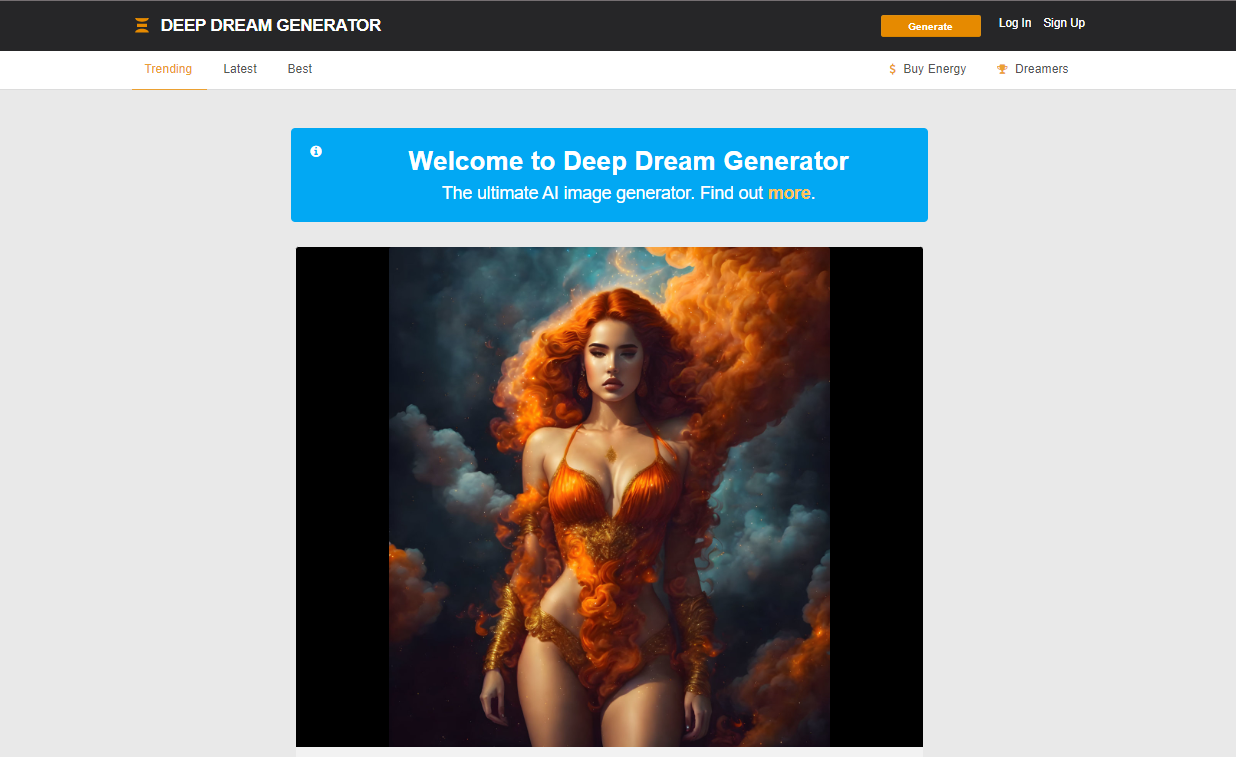 DEEP DREAM GENERATOR
Generate
Log In
Sign Up
Trending
Latest
Best
$ Buy Energy
Dreamers
Welcome to Deep Dream Generator
The ultimate AI image generator. Find out more.